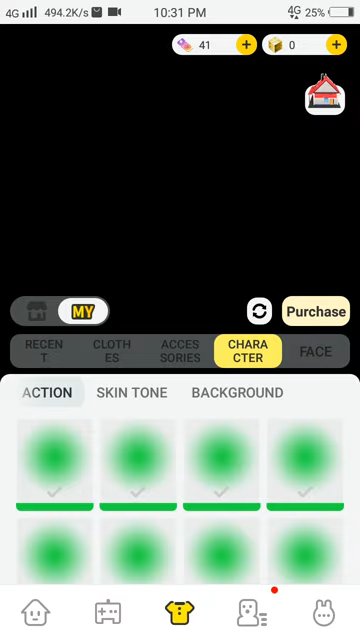 4G 494.2K/s 10:31 PM 4G 25%
41 + 0 +
MY Purchase
RECEN
T
CLOTH
ES
ACCES
SORIES
CHARA
CTER
FACE
ACTION SKIN TONE BACKGROUND